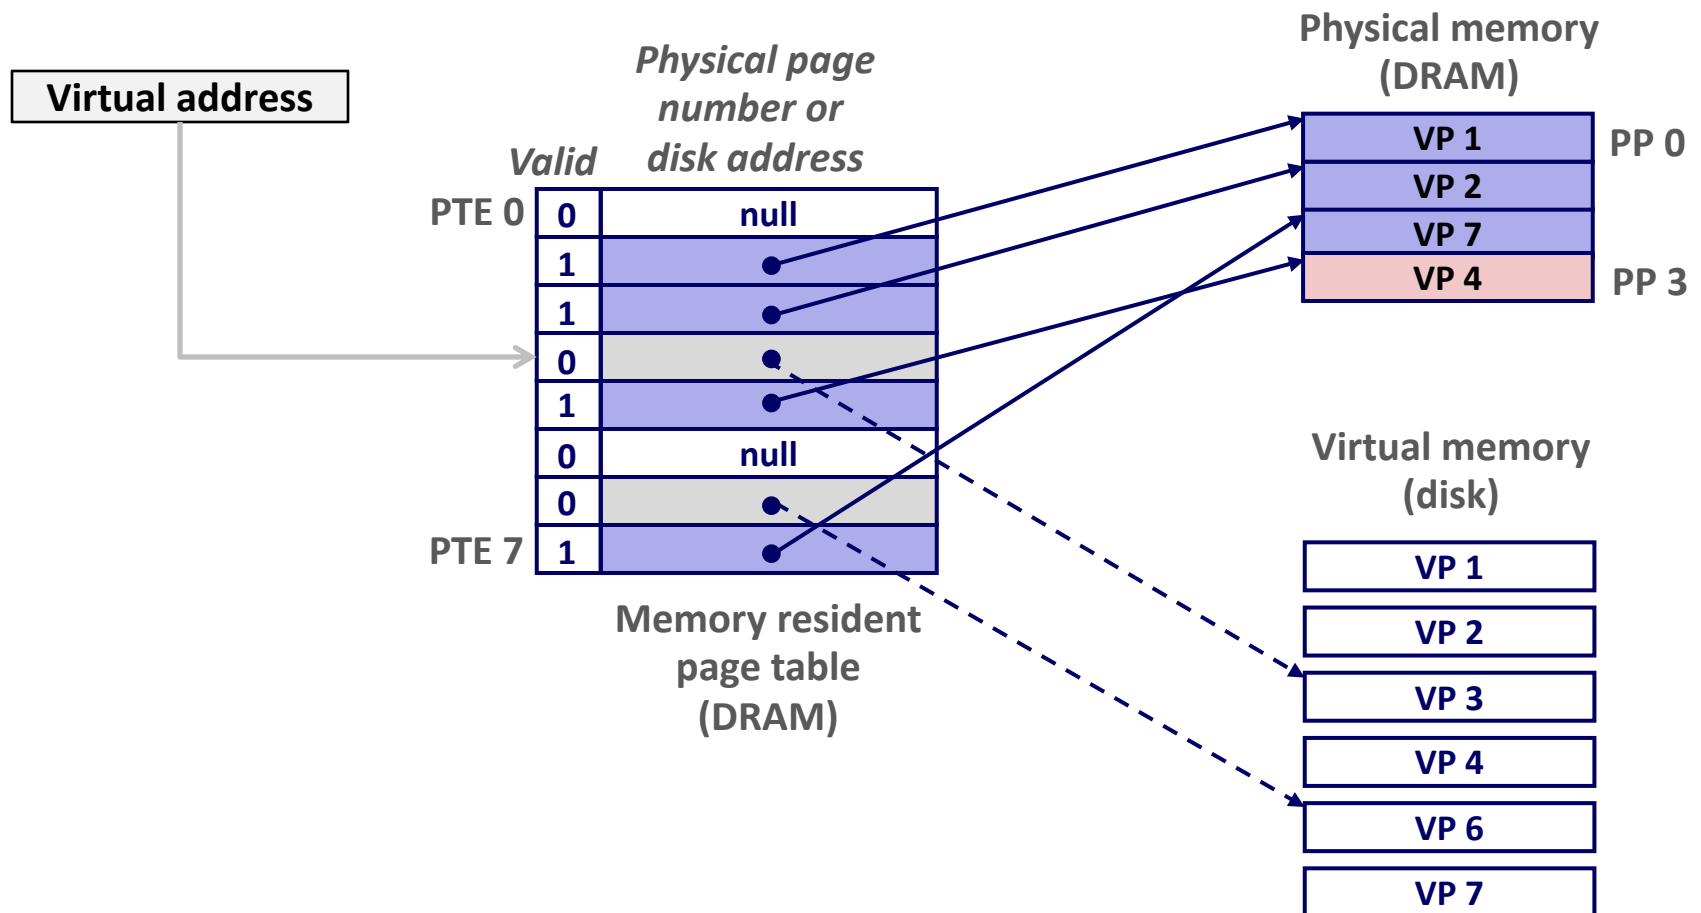 Virtual address
Physical page
number or
disk address
Valid
PTE 0
0
null
1
1
0
1
0
null
0
PTE 7
1
Memory resident
page table
(DRAM)
Physical memory
(DRAM)
VP 1
PP 0
VP 2
VP 7
VP 4
PP 3
Virtual memory
(disk)
VP 1
VP 2
VP 3
VP 4
VP 6
VP 7